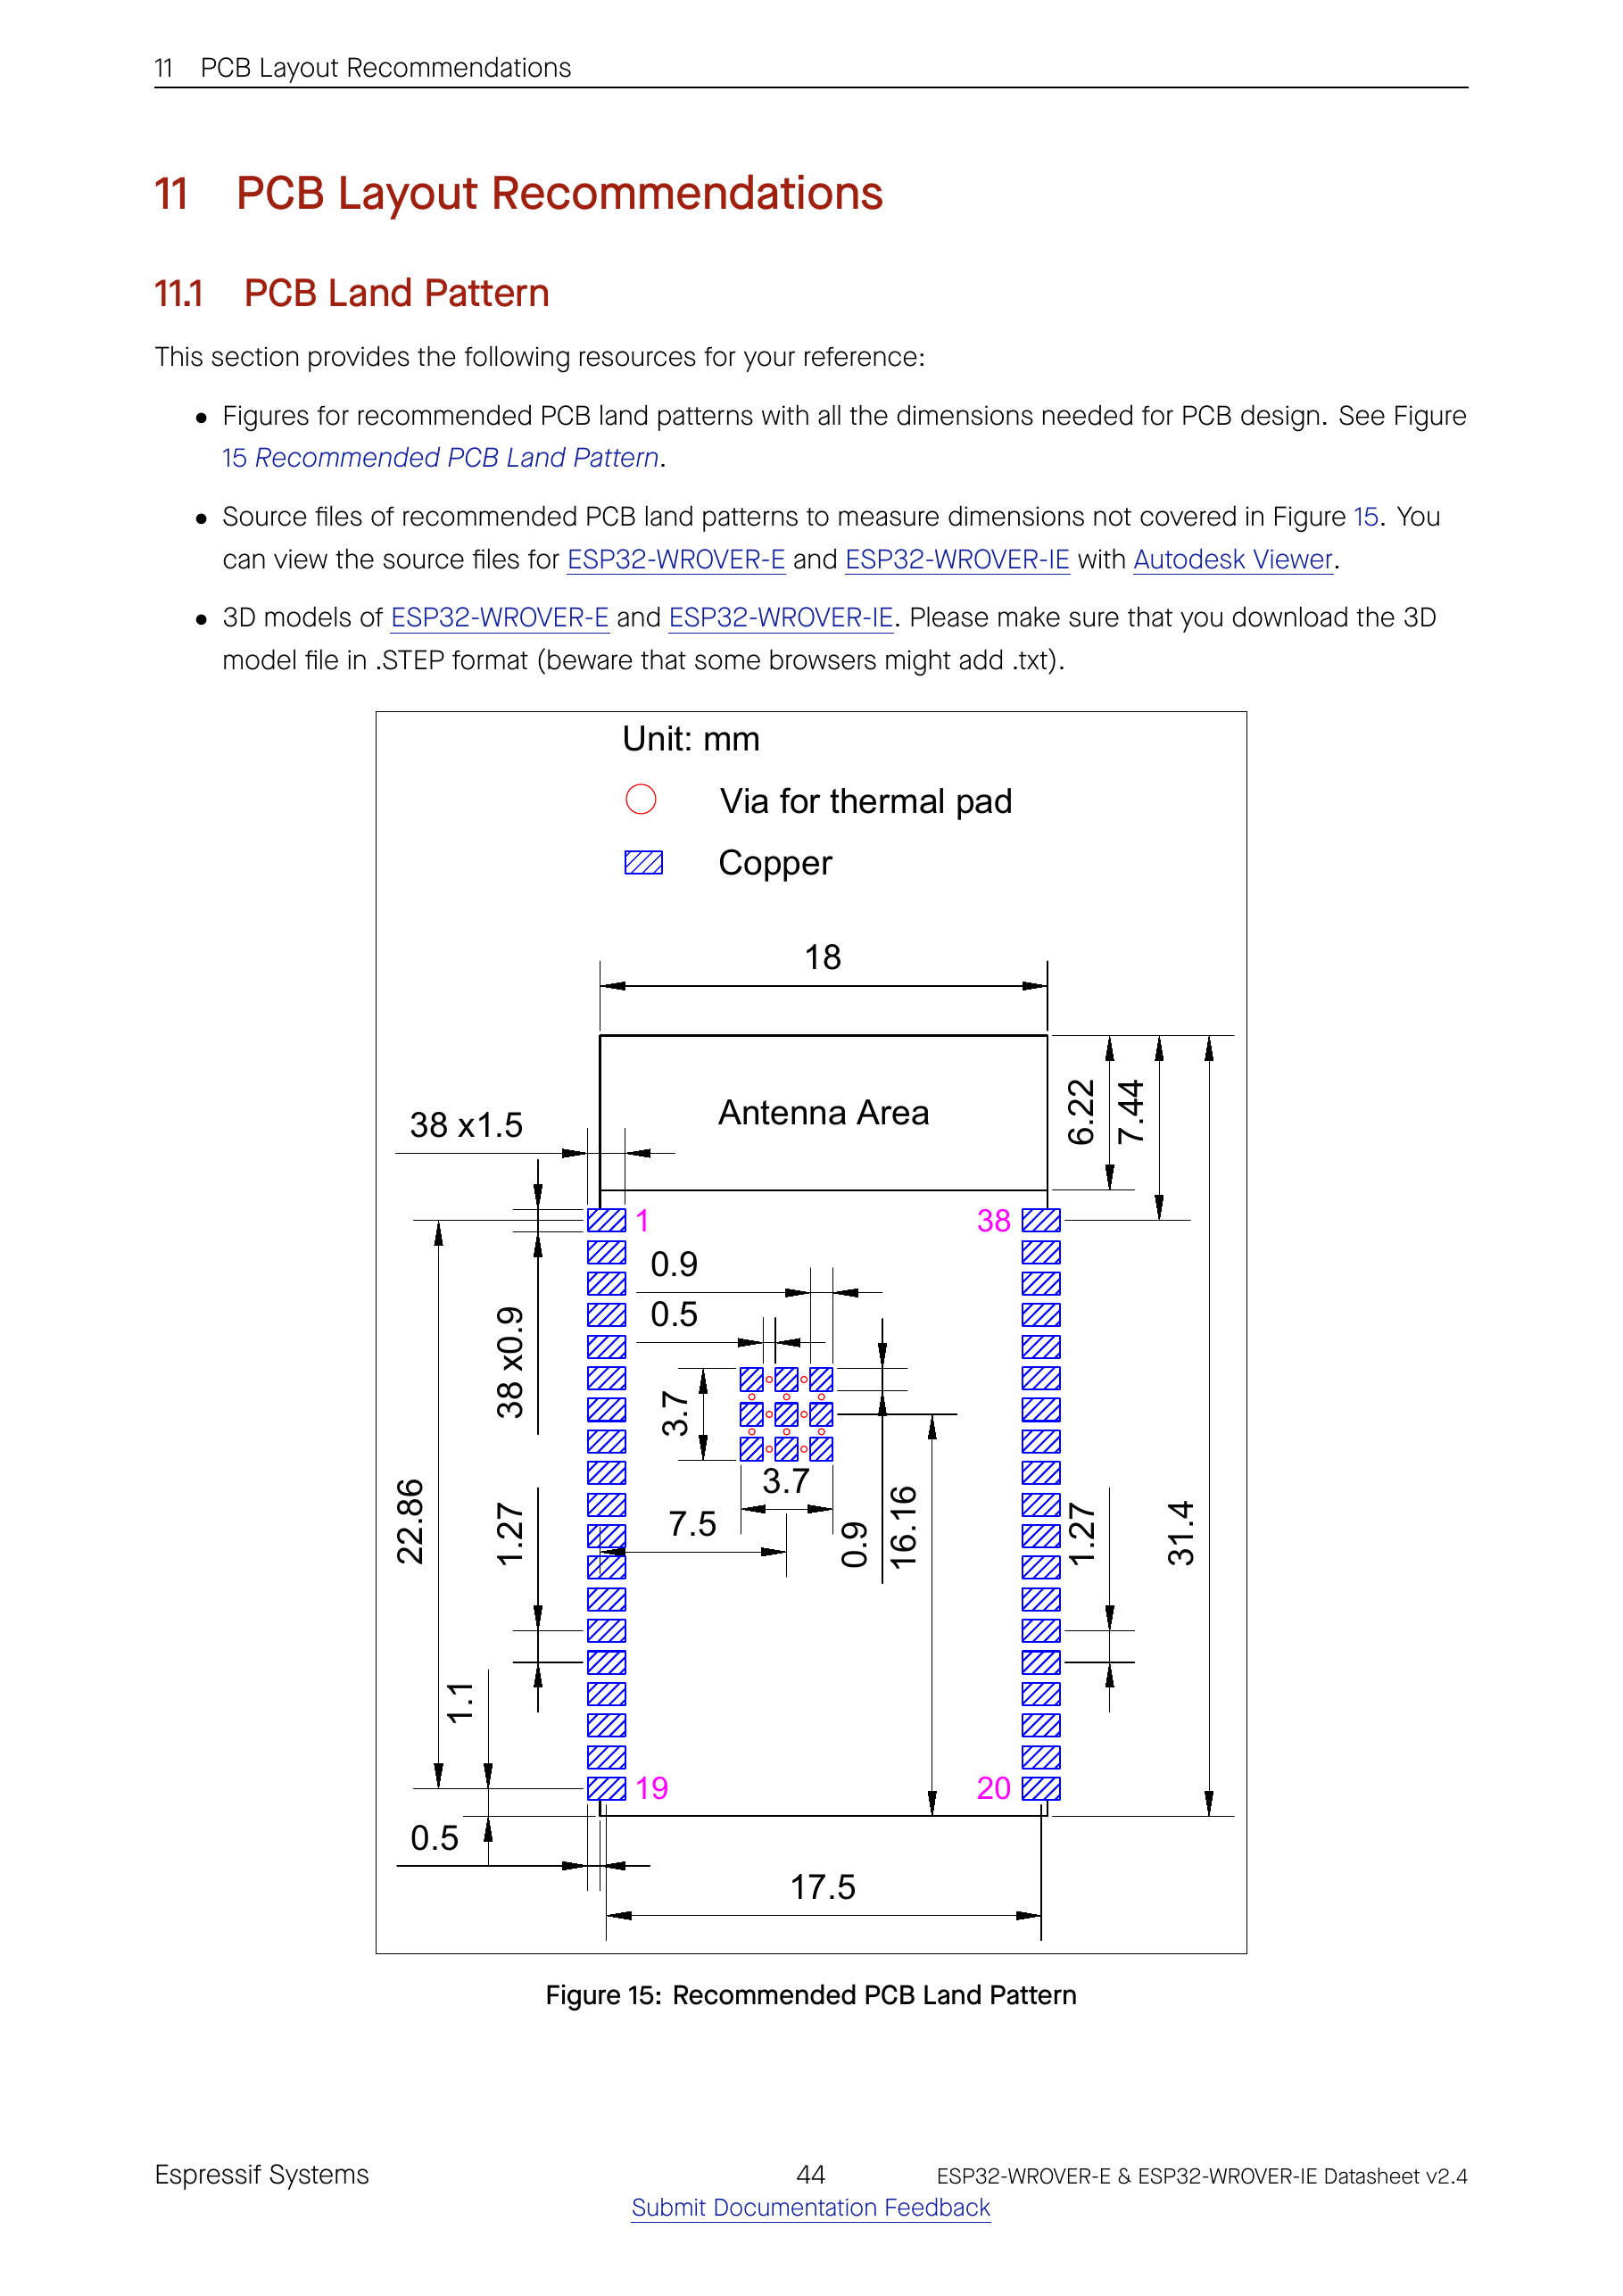 11 PCB Layout Recommendations
11 PCB Layout Recommendations
11.1 PCB Land Pattern
This section provides the following resources for your reference:
• Figures for recommended PCB land patterns with all the dimensions needed for PCB design. See Figure
15 Recommended PCB Land Pattern.
• Source files of recommended PCB land patterns to measure dimensions not covered in Figure 15. You
can view the source files for ESP32-WROVER-E and ESP32-WROVER-IE with Autodesk Viewer.
• 3D models of ESP32-WROVER-E and ESP32-WROVER-IE. Please make sure that you download the 3D
model file in .STEP format (beware that some browsers might add .txt).
Unit: mm
Via for thermal pad
Copper
18
Antenna Area
6.22
7.44
38 x1.5
1
38
0.9
0.5
38 x0.9
3.7
3.7
7.5
0.9
16.16
22.86
1.27
1.27
31.4
1.1
19
20
0.5
17.5
Figure 15: Recommended PCB Land Pattern
Espressif Systems
44
ESP32-WROVER-E & ESP32-WROVER-IE Datasheet v2.4
Submit Documentation Feedback